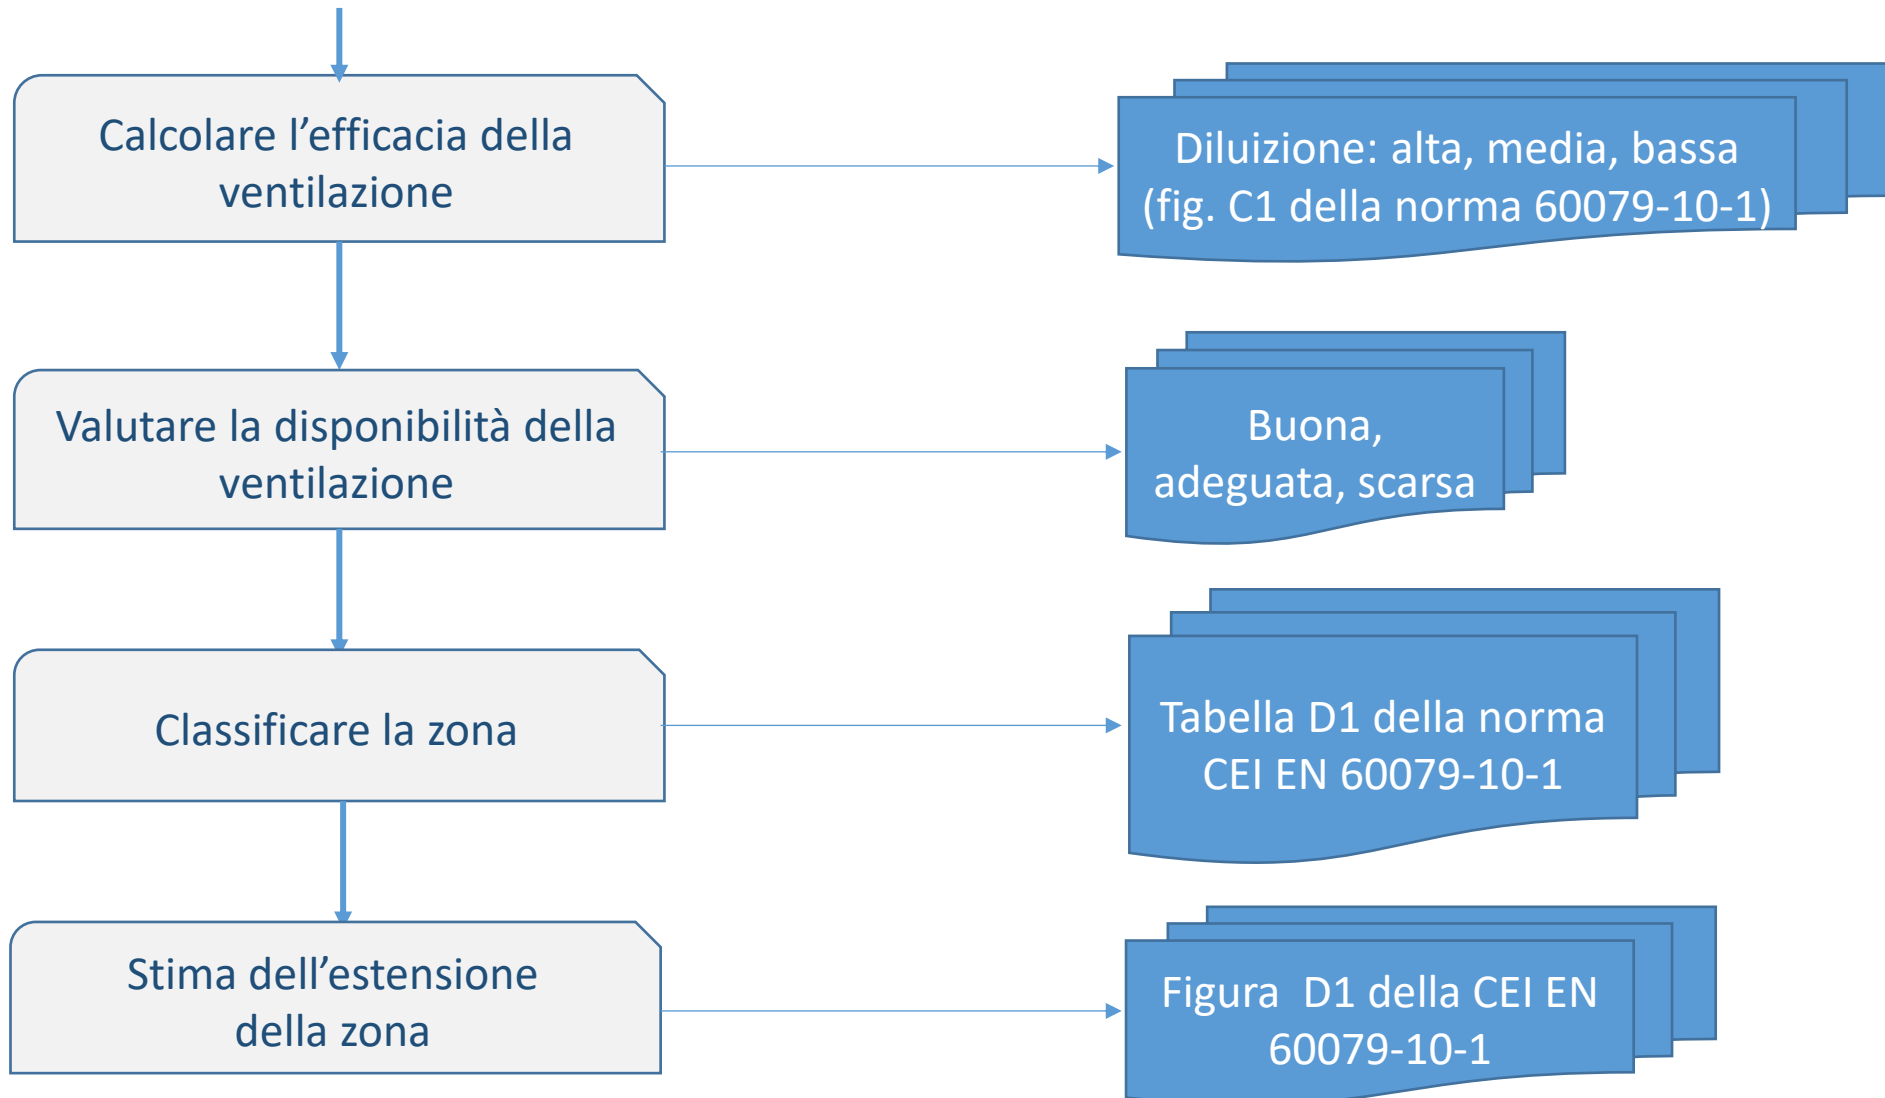 Calcolare l’efficacia della
ventilazione
Diluizione: alta, media, bassa
(fig. C1 della norma 60079-10-1)
Valutare la disponibilità della
ventilazione
Buona,
adeguata, scarsa
Classificare la zona
Tabella D1 della norma
CEI EN 60079-10-1
Stima dell’estensione
della zona
Figura  D1 della CEI EN
60079-10-1